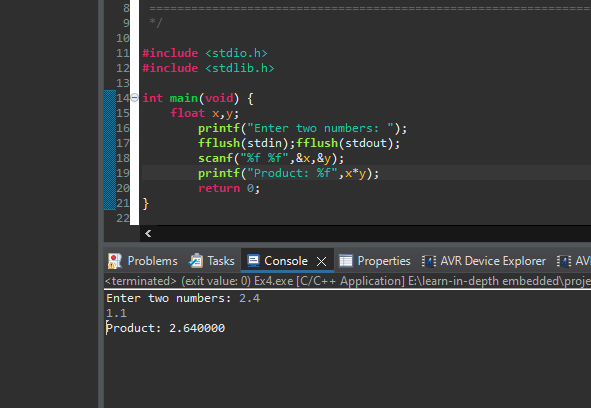 8 ================================================================
9 */
10
11 #include <stdio.h>
12 #include <stdlib.h>
13
14 int main(void) {
15 float x,y;
16 printf("Enter two numbers: ");
17 fflush(stdin);fflush(stdout);
18 scanf("%f %f",&x,&y);
19 printf("Product: %f",x*y);
20 return 0;
21 }
22
Problems Tasks Console Properties AVR Device Explorer AV
<terminated> (exit value: 0) Ex4.exe [C/C++ Application] E:\learn-in-depth embedded\proje
Enter two numbers: 2.4
1.1
Product: 2.640000